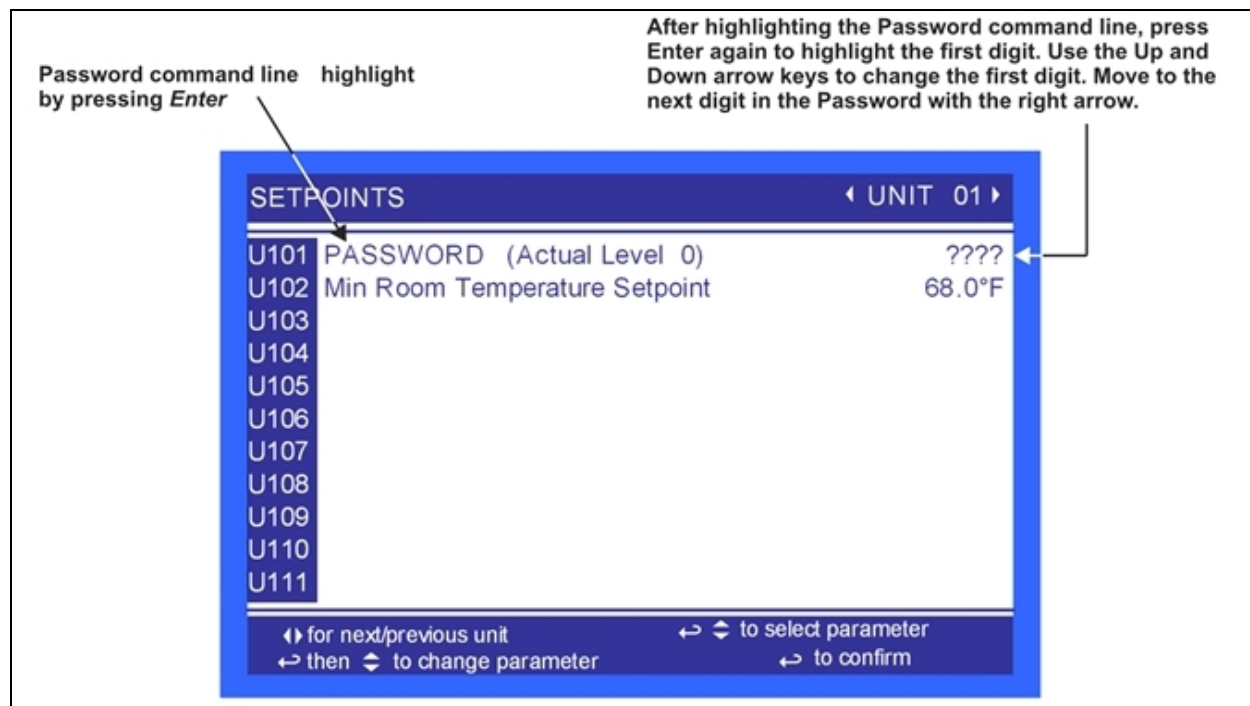 Password command line highlight
by pressing Enter
After highlighting the Password command line, press
Enter again to highlight the first digit. Use the Up and
Down arrow keys to change the first digit. Move to the
next digit in the Password with the right arrow.
SETPOINTS ◀ UNIT 01 ▶
U101 PASSWORD (Actual Level 0) ????
U102 Min Room Temperature Setpoint 68.0°F
U103
U104
U105
U106
U107
U108
U109
U110
U111
◀▶ for next/previous unit
↩ then ▲▼ to change parameter
↩ ▲▼ to select parameter
↩ to confirm